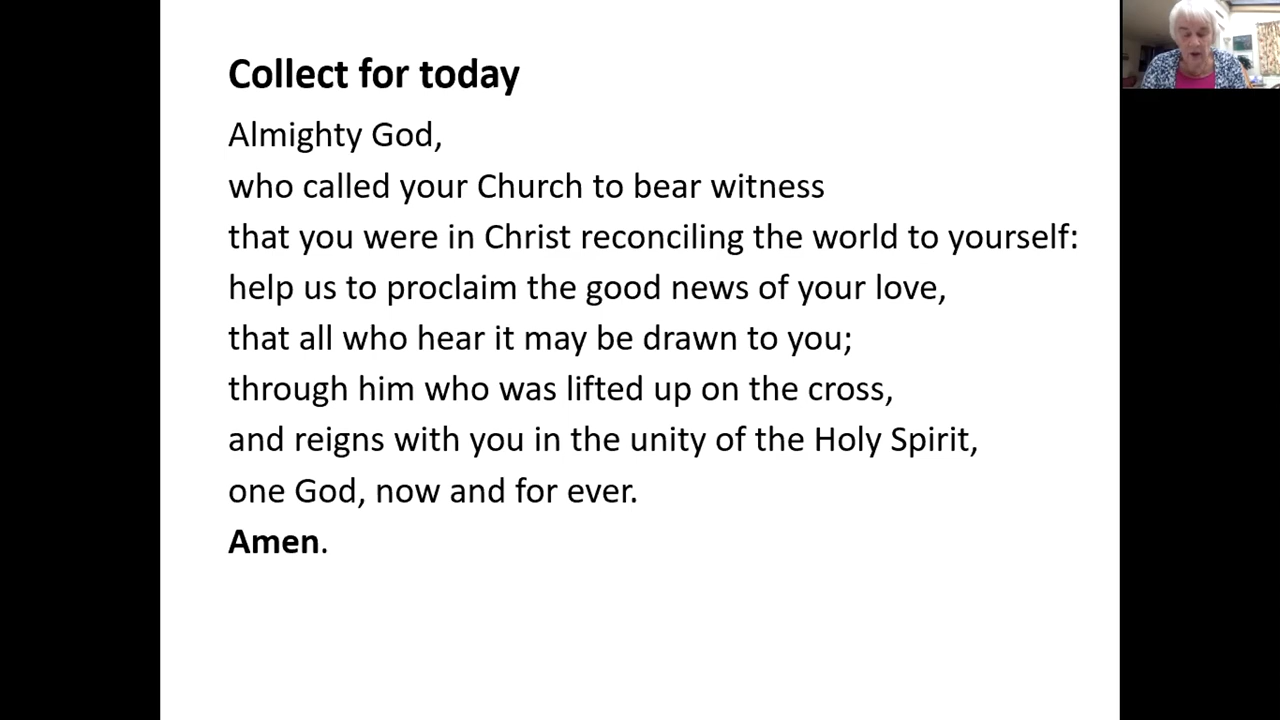 Collect for today
Almighty God,
who called your Church to bear witness
that you were in Christ reconciling the world to yourself:
help us to proclaim the good news of your love,
that all who hear it may be drawn to you;
through him who was lifted up on the cross,
and reigns with you in the unity of the Holy Spirit,
one God, now and for ever.
Amen.